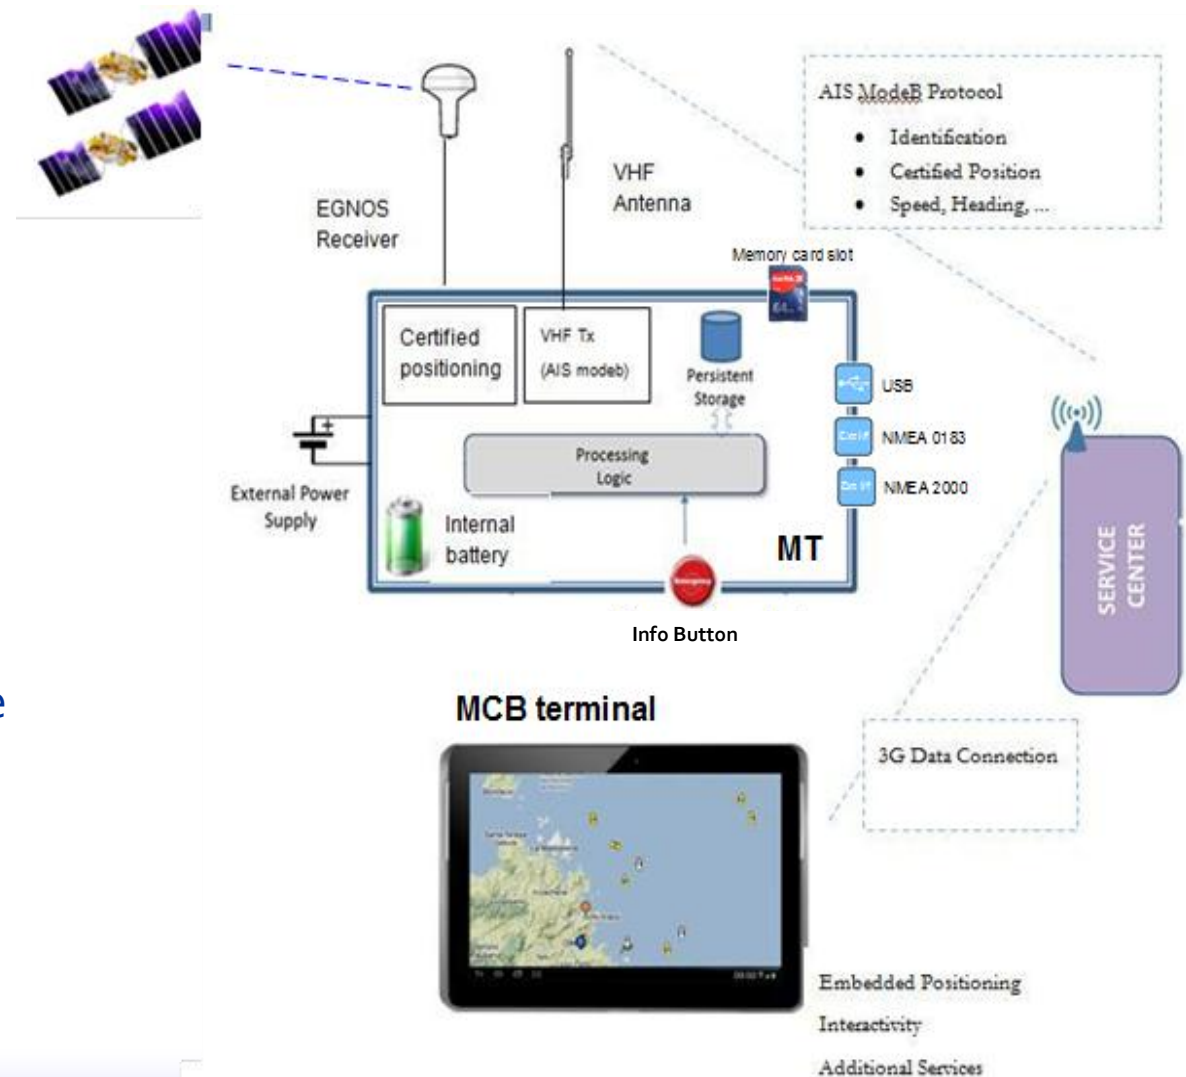 AIS ModeB Protocol
• Identification
• Certified Position
• Speed, Heading, ...
VHF
Antenna
EGNOS
Receiver
Memory card slot
Certified
positioning
VHF Tx
(AIS modeb)
Persistent
Storage
USB
NMEA 0183
NMEA 2000
Processing
Logic
External Power
Supply
Internal
battery
MT
Emergency
Info Button
SERVICE
CENTER
e
MCB terminal
3G Data Connection
Embedded Positioning
Interactivity
Additional Services